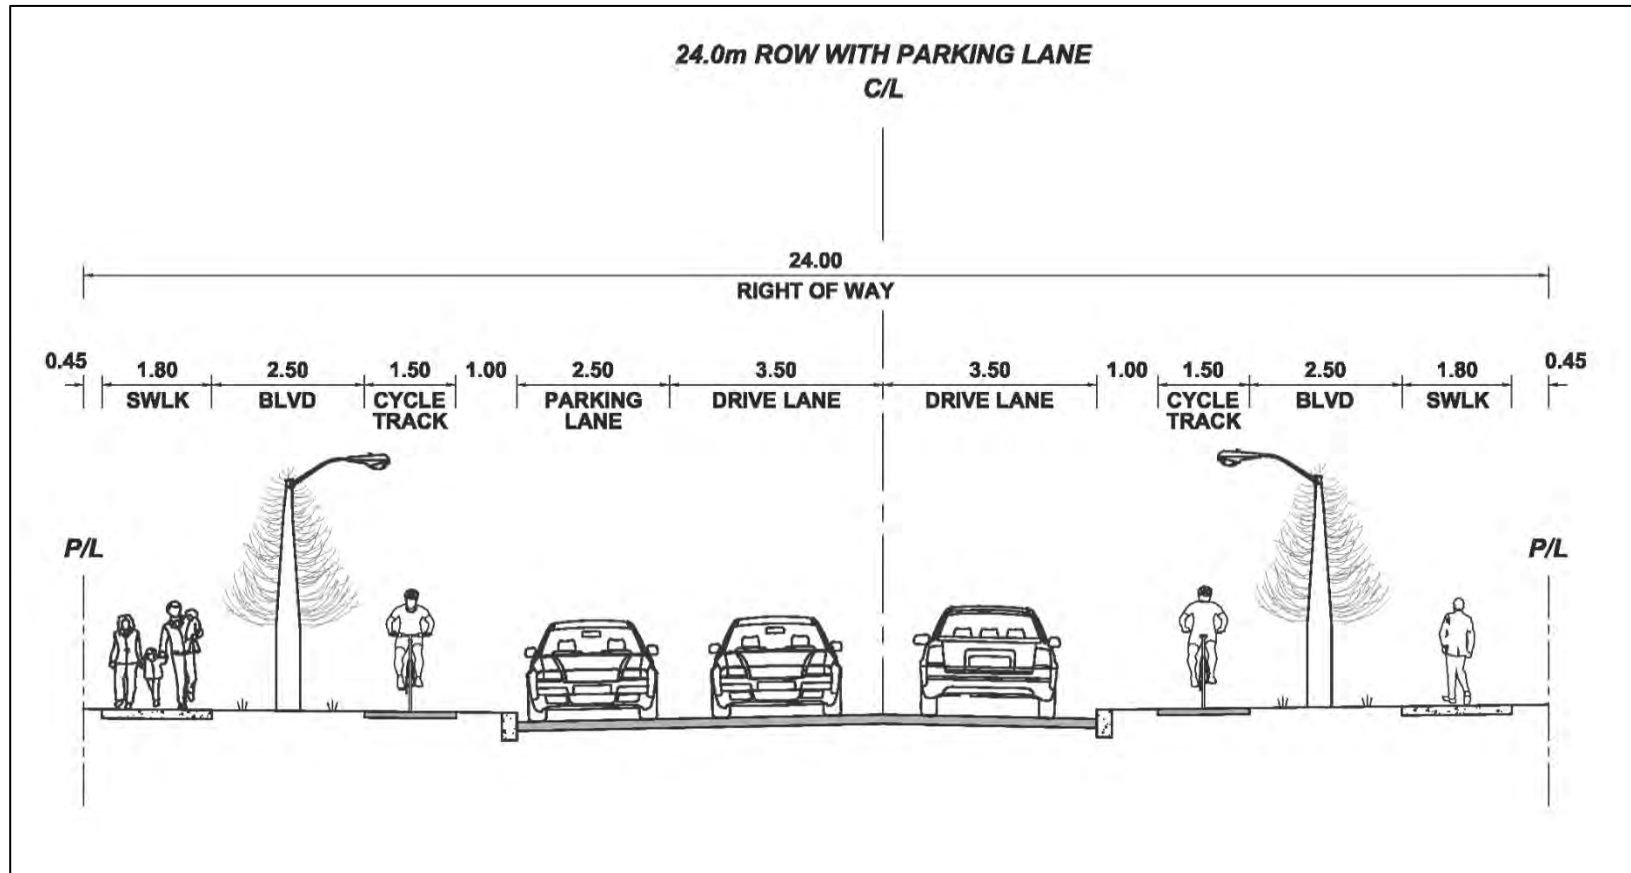 24.0m ROW WITH PARKING LANE
C/L
24.00
RIGHT OF WAY
0.45 1.80 2.50 1.50 1.00 2.50 3.50 3.50 1.00 1.50 2.50 1.80 0.45
SWLK BLVD CYCLE PARKING DRIVE LANE DRIVE LANE CYCLE BLVD SWLK
TRACK LANE TRACK
P/L P/L